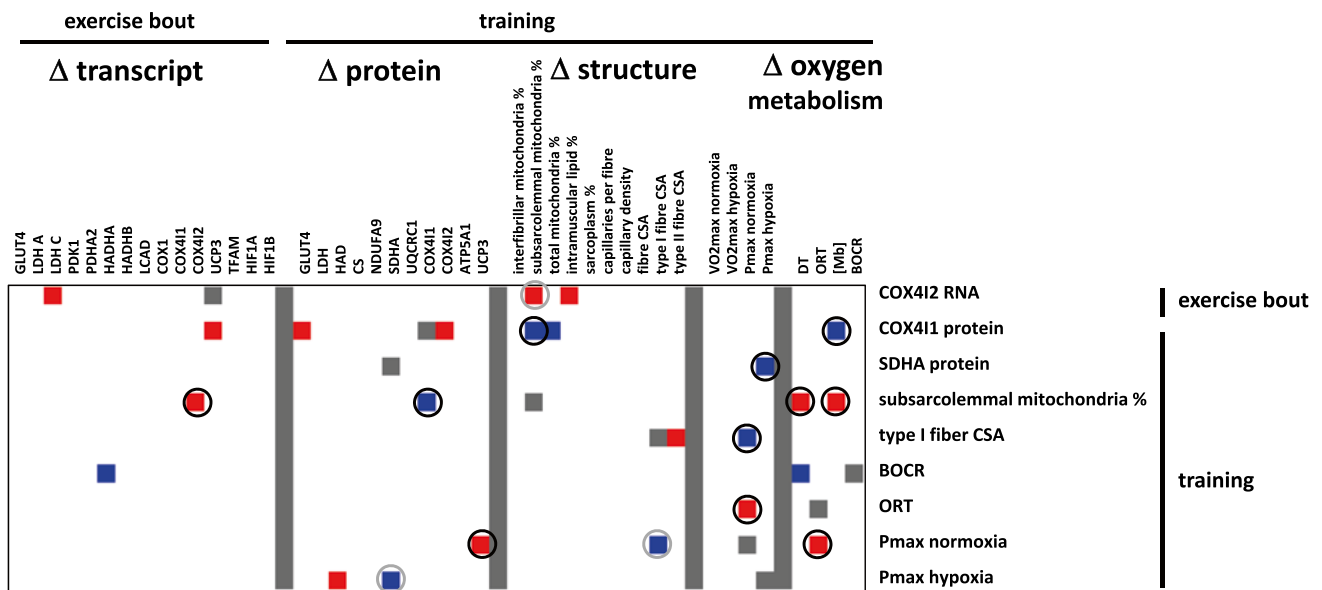 exercise bout
training
Δ transcript
Δ protein
Δ structure
Δ oxygen
metabolism
GLUT4
LDH A
LDH C
PDK1
PDHA2
HADHA
HADHB
LCAD
COX1
COX4I1
COX4I2
UCP3
TFAM
HIF1A
HIF1B
GLUT4
LDH
HAD
CS
NDUFA9
SDHA
UQCRC1
COX4I1
COX4I2
ATP5A1
UCP3
interfibrillar mitochondria %
subsarcolemmal mitochondria %
total mitochondria %
intramuscular lipid %
sarcoplasm %
capillaries per fibre
capillary density
fibre CSA
type I fibre CSA
type II fibre CSA
VO2max normoxia
VO2max hypoxia
Pmax normoxia
Pmax hypoxia
DT
ORT
[Mb]
BOCR
COX4I2 RNA
exercise bout
COX4I1 protein
SDHA protein
subsarcolemmal mitochondria %
type I fiber CSA
BOCR
training
ORT
Pmax normoxia
Pmax hypoxia